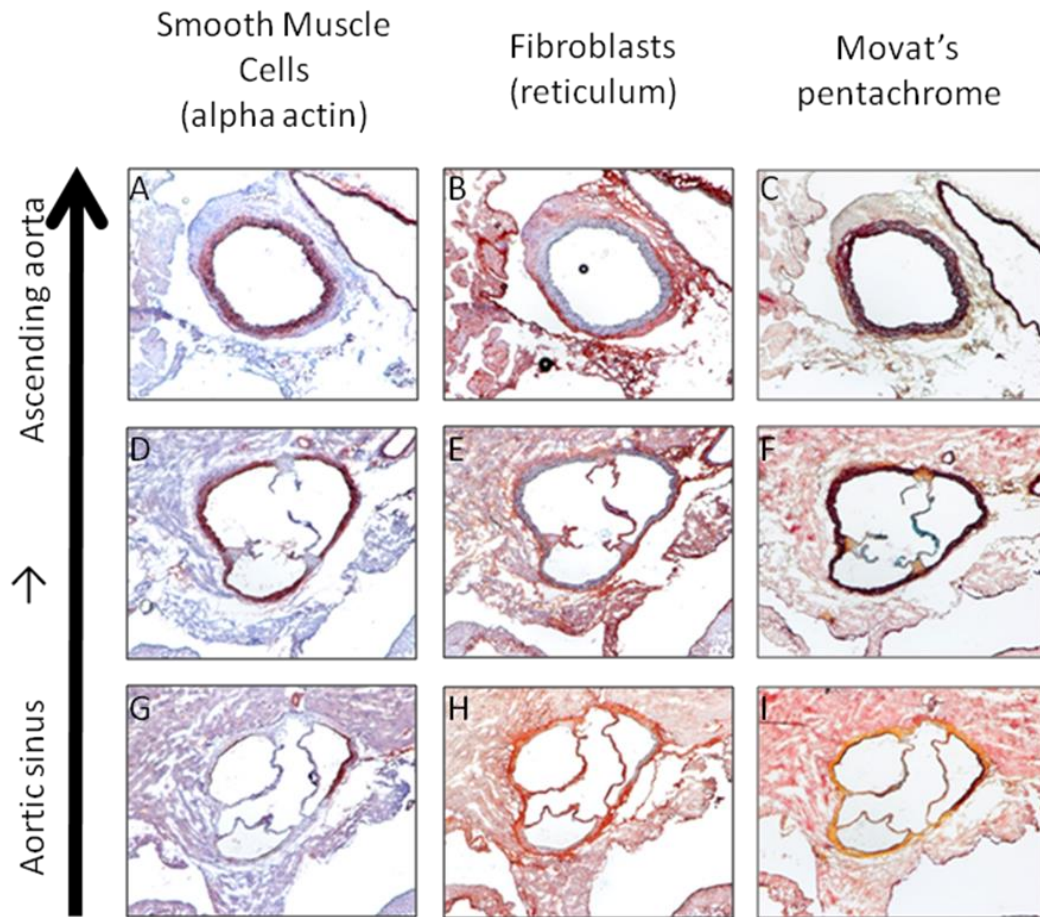 Smooth Muscle
Cells
(alpha actin)
Fibroblasts
(reticulum)
Movat's
pentachrome
Ascending aorta
→
Aortic sinus
A
B
C
D
E
F
G
H
I